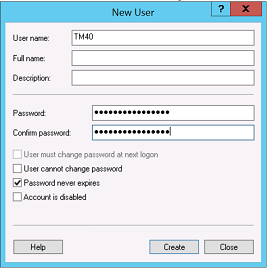 New User
?
X
User name:
TM40
Full name:
Description:
Password:
••••••••••••••••
Confirm password:
••••••••••••••••
User must change password at next logon
User cannot change password
Password never expires
Account is disabled
Help
Create
Close